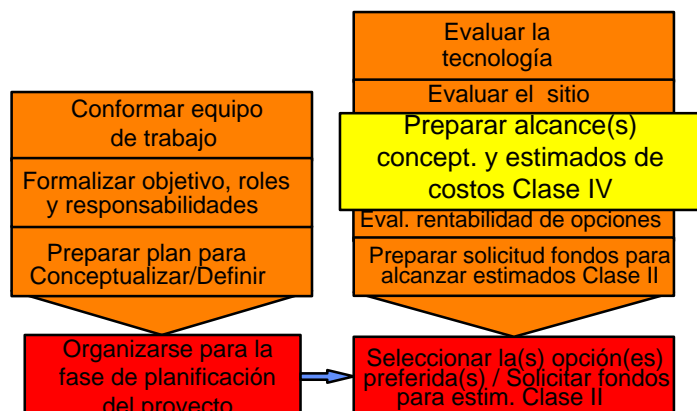 Conformar equipo
de trabajo
Formalizar objetivo, roles
y responsabilidades
Preparar plan para
Conceptualizar/Definir
Organizarse para la
fase de planificación
del proyecto
Evaluar la
tecnología
Evaluar el sitio
Preparar alcance(s)
concept. y estimados de
costos Clase IV
Eval. rentabilidad de opciones
Preparar solicitud fondos para
alcanzar estimados Clase II
Seleccionar la(s) opción(es)
preferida(s) / Solicitar fondos
para estim. Clase II